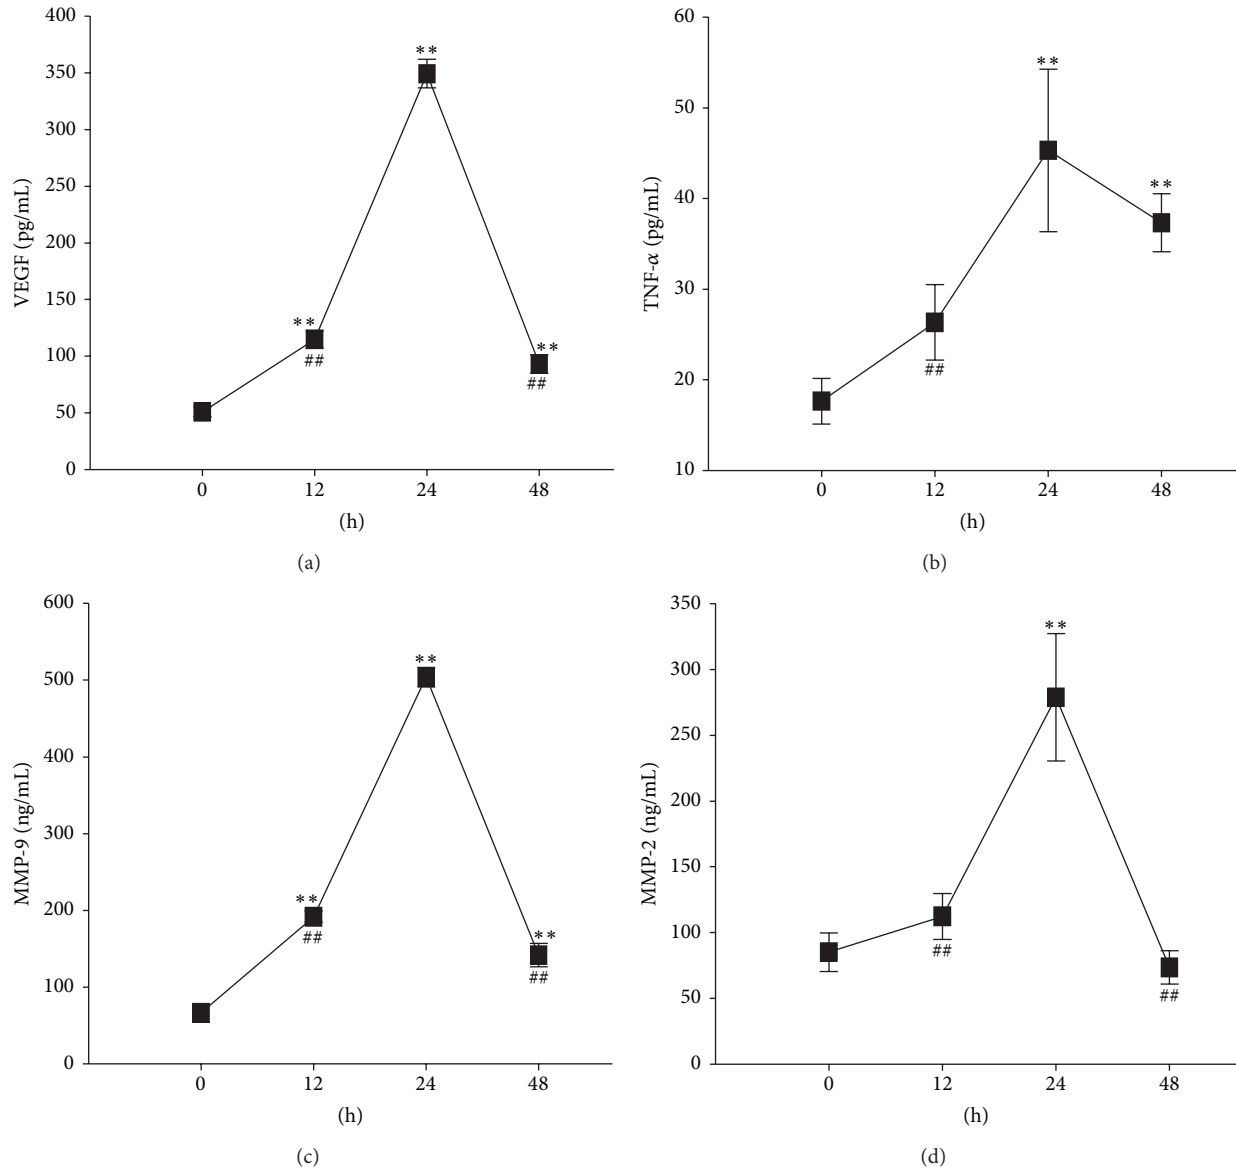 400
350
300
250
200
150
100
50
0
VEGF (pg/mL)
**
**
**
##
##
0 12 24 48
(h)
(a)
60
50
40
30
20
10
TNF-α (pg/mL)
**
**
##
0 12 24 48
(h)
(b)
600
500
400
300
200
100
0
MMP-9 (ng/mL)
**
**
**
##
##
0 12 24 48
(h)
(c)
350
300
250
200
150
100
50
0
MMP-2 (ng/mL)
**
##
##
0 12 24 48
(h)
(d)